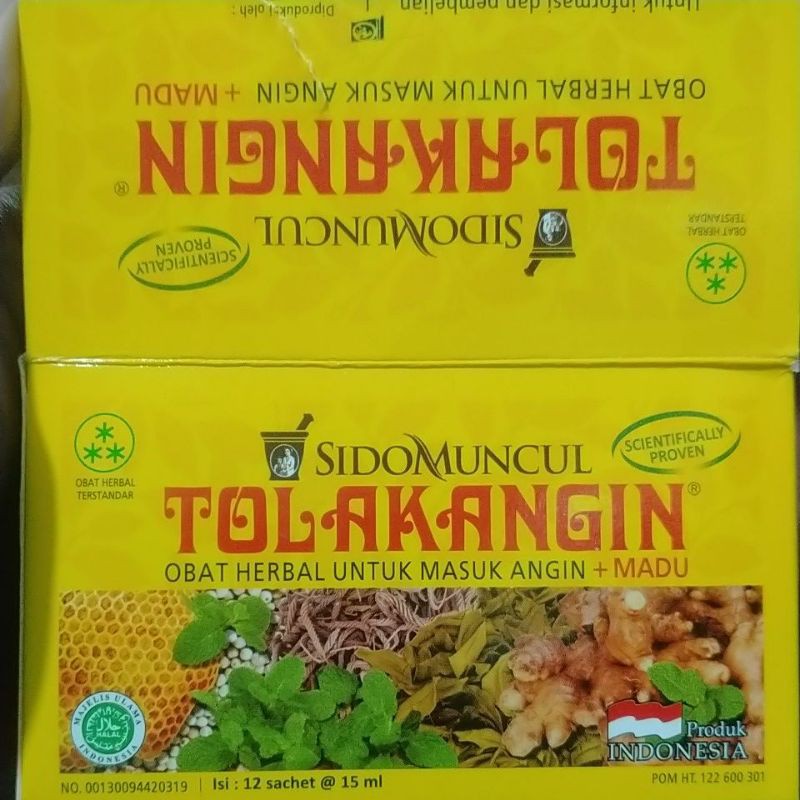 Untuk informasi dan pembelian
Diproduksi oleh :
OBAT HERBAL UNTUK MASUK ANGIN + MADU
TOLAKANGIN®
SIDOMUNCUL
SCIENTIFICALLY
PROVEN
OBAT HERBAL
TERSTANDAR
SIDOMUNCUL
SCIENTIFICALLY
PROVEN
OBAT HERBAL
TERSTANDAR
TOLAKANGIN®
OBAT HERBAL UNTUK MASUK ANGIN + MADU
MAJELIS ULAMA
حلال
HALAL
INDONESIA
Produk
INDONESIA
NO. 00130094420319 | Isi : 12 sachet @ 15 ml
POM HT. 122 600 301